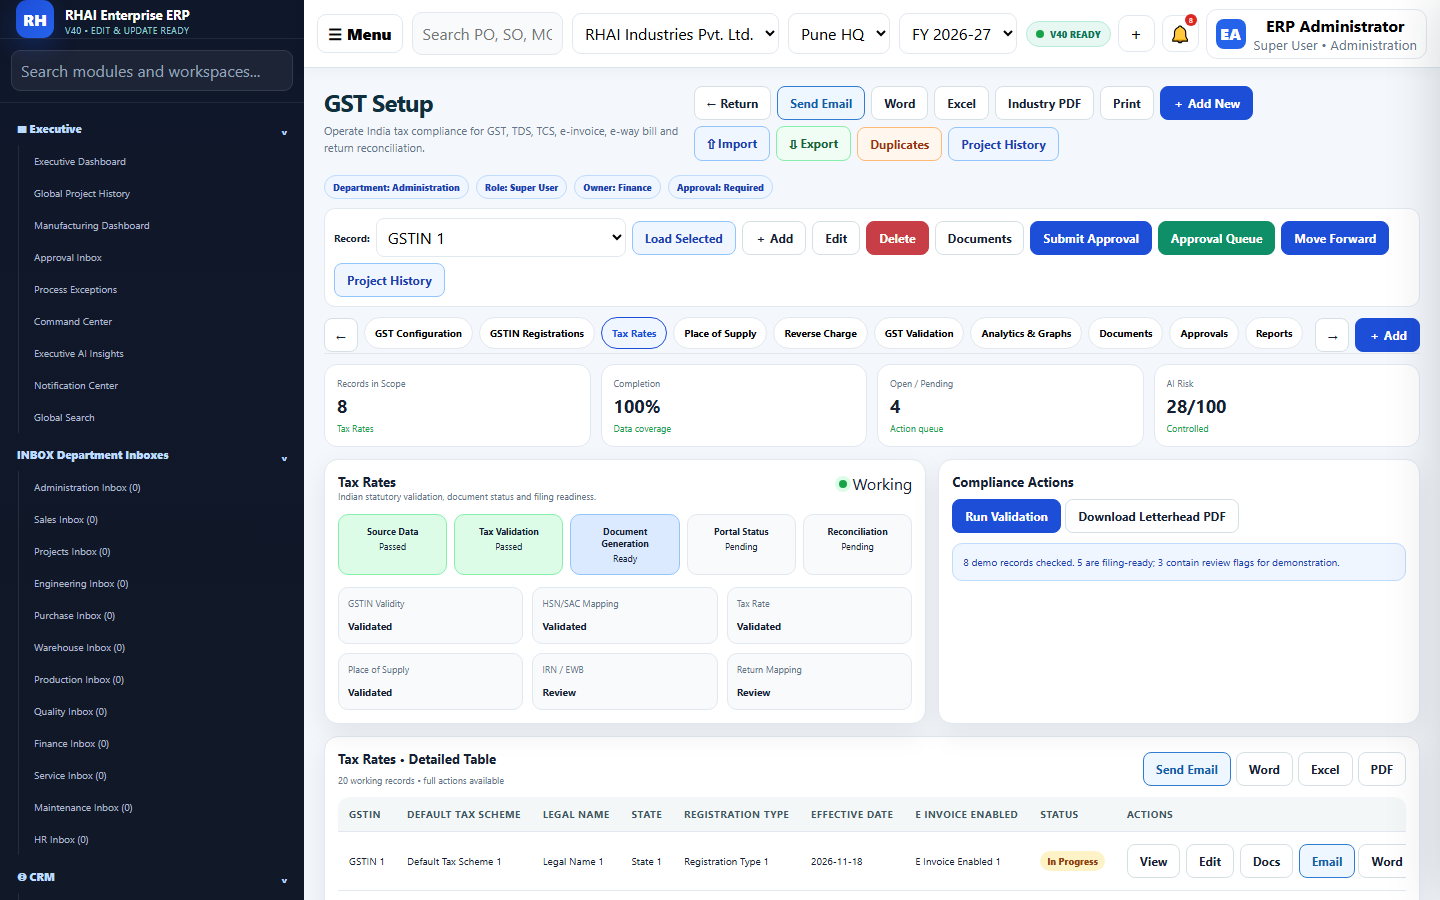 RH
RHAI Enterprise ERP
V40 • EDIT & UPDATE READY
Search modules and workspaces...
Executive
Executive Dashboard
Global Project History
Manufacturing Dashboard
Approval Inbox
Process Exceptions
Command Center
Executive AI Insights
Notification Center
Global Search
INBOX Department Inboxes
Administration Inbox (0)
Sales Inbox (0)
Projects Inbox (0)
Engineering Inbox (0)
Purchase Inbox (0)
Warehouse Inbox (0)
Production Inbox (0)
Quality Inbox (0)
Finance Inbox (0)
Service Inbox (0)
Maintenance Inbox (0)
HR Inbox (0)
CRM
☰ Menu
Search PO, SO, MO
RHAI Industries Pvt. Ltd.
Pune HQ
FY 2026-27
V40 READY
+
8
EA
ERP Administrator
Super User • Administration
GST Setup
Operate India tax compliance for GST, TDS, TCS, e-invoice, e-way bill and
return reconciliation.
← Return
Send Email
Word
Excel
Industry PDF
Print
+ Add New
⇧ Import
⇩ Export
Duplicates
Project History
Department: Administration
Role: Super User
Owner: Finance
Approval: Required
Record:
GSTIN 1
Load Selected
+ Add
Edit
Delete
Documents
Submit Approval
Approval Queue
Move Forward
Project History
←
GST Configuration
GSTIN Registrations
Tax Rates
Place of Supply
Reverse Charge
GST Validation
Analytics & Graphs
Documents
Approvals
Reports
→
+ Add
Records in Scope
8
Tax Rates
Completion
100%
Data coverage
Open / Pending
4
Action queue
AI Risk
28/100
Controlled
Tax Rates
Indian statutory validation, document status and filing readiness.
Working
Source Data
Passed
Tax Validation
Passed
Document
Generation
Ready
Portal Status
Pending
Reconciliation
Pending
GSTIN Validity
Validated
HSN/SAC Mapping
Validated
Tax Rate
Validated
Place of Supply
Validated
IRN / EWB
Review
Return Mapping
Review
Compliance Actions
Run Validation
Download Letterhead PDF
8 demo records checked. 5 are filing-ready; 3 contain review flags for demonstration.
Tax Rates • Detailed Table
20 working records • full actions available
Send Email
Word
Excel
PDF
GSTIN DEFAULT TAX SCHEME LEGAL NAME STATE REGISTRATION TYPE EFFECTIVE DATE E INVOICE ENABLED STATUS ACTIONS
GSTIN 1 Default Tax Scheme 1 Legal Name 1 State 1 Registration Type 1 2026-11-18 E Invoice Enabled 1 In Progress View Edit Docs Email Word